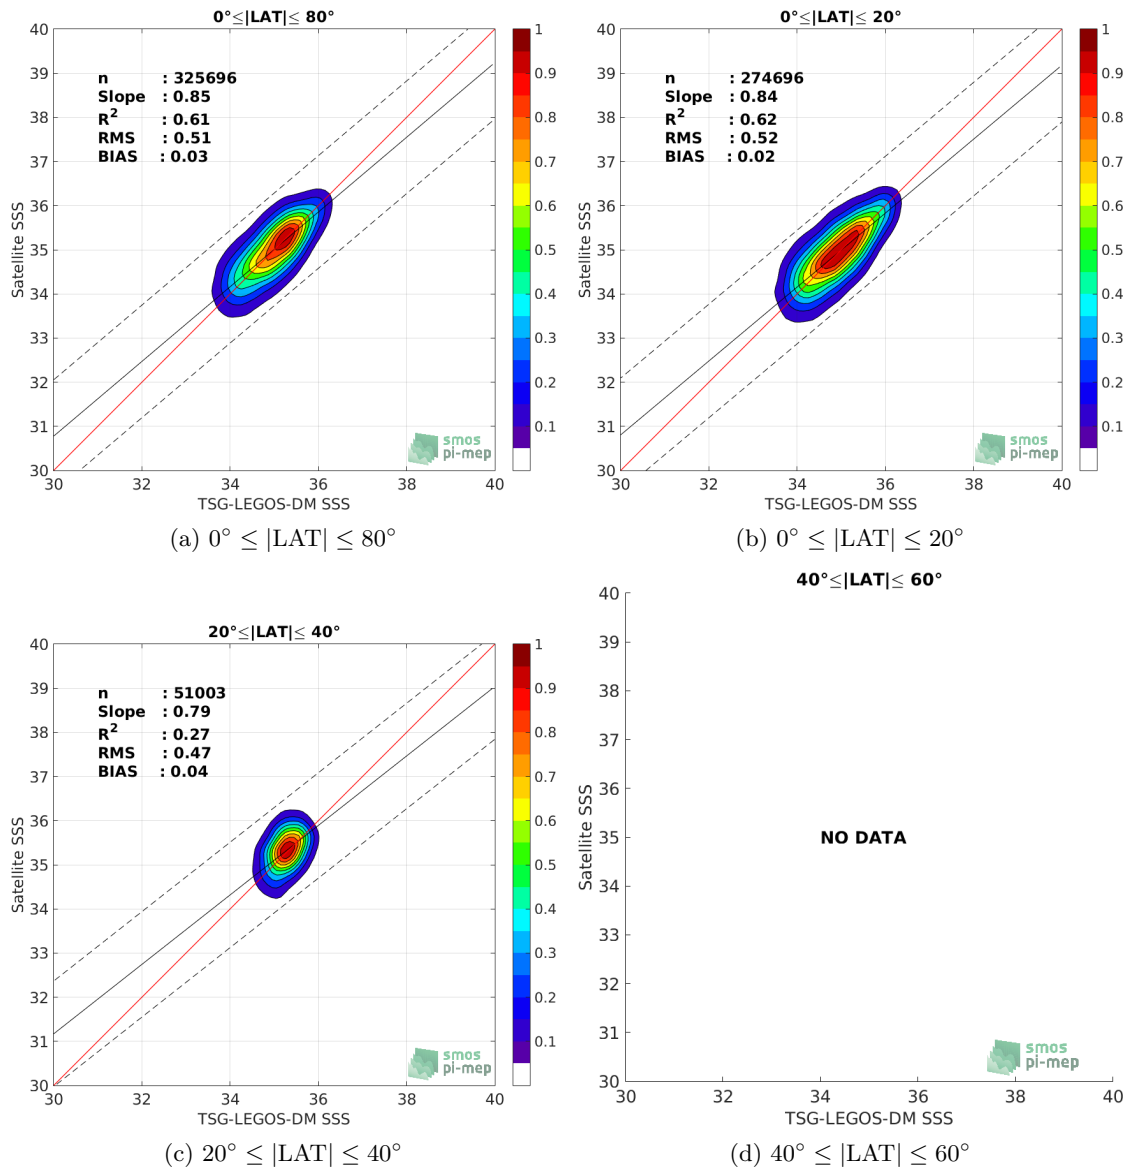 0°≤|LAT|≤ 80°
n : 325696
Slope : 0.85
R² : 0.61
RMS : 0.51
BIAS : 0.03
Satellite SSS
40
39
38
37
36
35
34
33
32
31
30
30 32 34 36 38 40
TSG-LEGOS-DM SSS
1
0.9
0.8
0.7
0.6
0.5
0.4
0.3
0.2
0.1
smos
pi-mep
(a) 0° ≤ |LAT| ≤ 80°
0°≤|LAT|≤ 20°
n : 274696
Slope : 0.84
R² : 0.62
RMS : 0.52
BIAS : 0.02
Satellite SSS
40
39
38
37
36
35
34
33
32
31
30
30 32 34 36 38 40
TSG-LEGOS-DM SSS
1
0.9
0.8
0.7
0.6
0.5
0.4
0.3
0.2
0.1
smos
pi-mep
(b) 0° ≤ |LAT| ≤ 20°
20°≤|LAT|≤ 40°
n : 51003
Slope : 0.79
R² : 0.27
RMS : 0.47
BIAS : 0.04
Satellite SSS
40
39
38
37
36
35
34
33
32
31
30
30 32 34 36 38 40
TSG-LEGOS-DM SSS
1
0.9
0.8
0.7
0.6
0.5
0.4
0.3
0.2
0.1
smos
pi-mep
(c) 20° ≤ |LAT| ≤ 40°
40°≤|LAT|≤ 60°
NO DATA
Satellite SSS
40
39
38
37
36
35
34
33
32
31
30
30 32 34 36 38 40
TSG-LEGOS-DM SSS
smos
pi-mep
(d) 40° ≤ |LAT| ≤ 60°